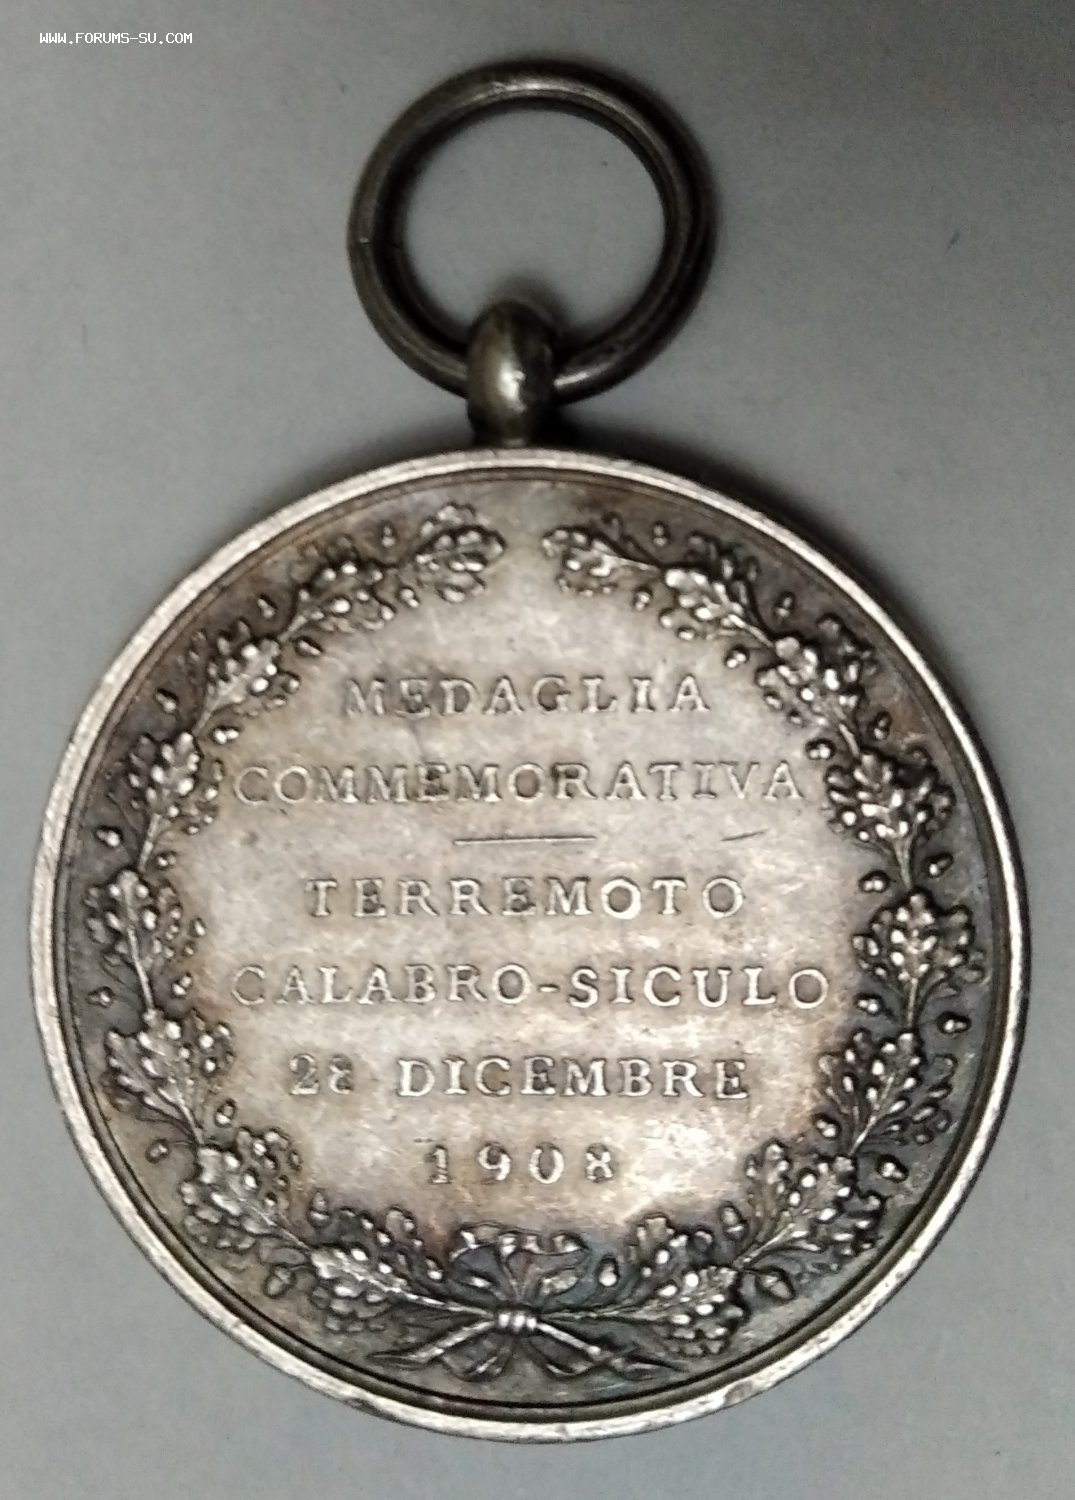 WWW.FORUMS-SU.COM
MEDAGLIA
COMMEMORATIVA
TERREMOTO
CALABRO-SICULO
28 DICEMBRE
1908